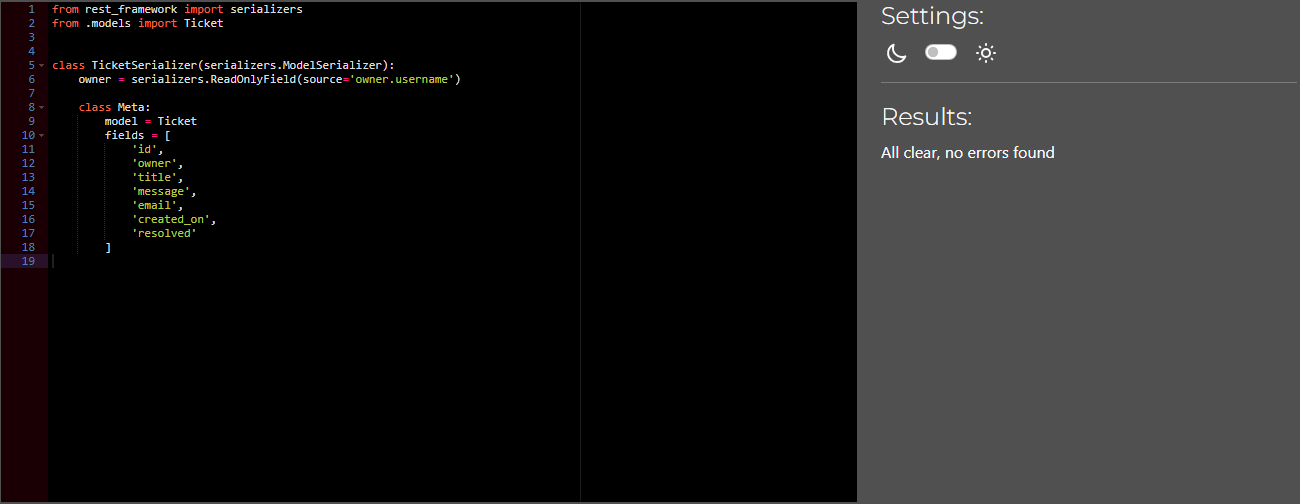 1 from rest_framework import serializers
2 from .models import Ticket
3
4
5 class TicketSerializer(serializers.ModelSerializer):
6     owner = serializers.ReadOnlyField(source='owner.username')
7
8     class Meta:
9         model = Ticket
10         fields = [
11             'id',
12             'owner',
13             'title',
14             'message',
15             'email',
16             'created_on',
17             'resolved'
18         ]
19
Settings:
Results:
All clear, no errors found